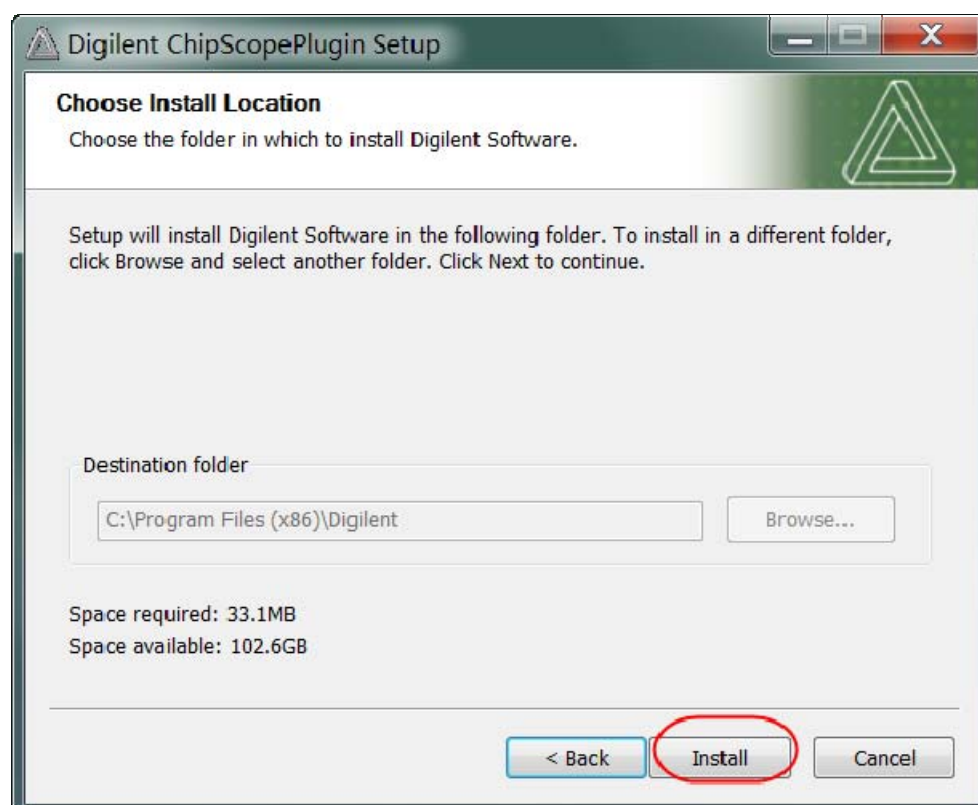 Digilent ChipScopePlugin Setup
Choose Install Location
Choose the folder in which to install Digilent Software.
Setup will install Digilent Software in the following folder. To install in a different folder,
click Browse and select another folder. Click Next to continue.
Destination folder
C:\Program Files (x86)\Digilent
Browse...
Space required: 33.1MB
Space available: 102.6GB
< Back
Install
Cancel